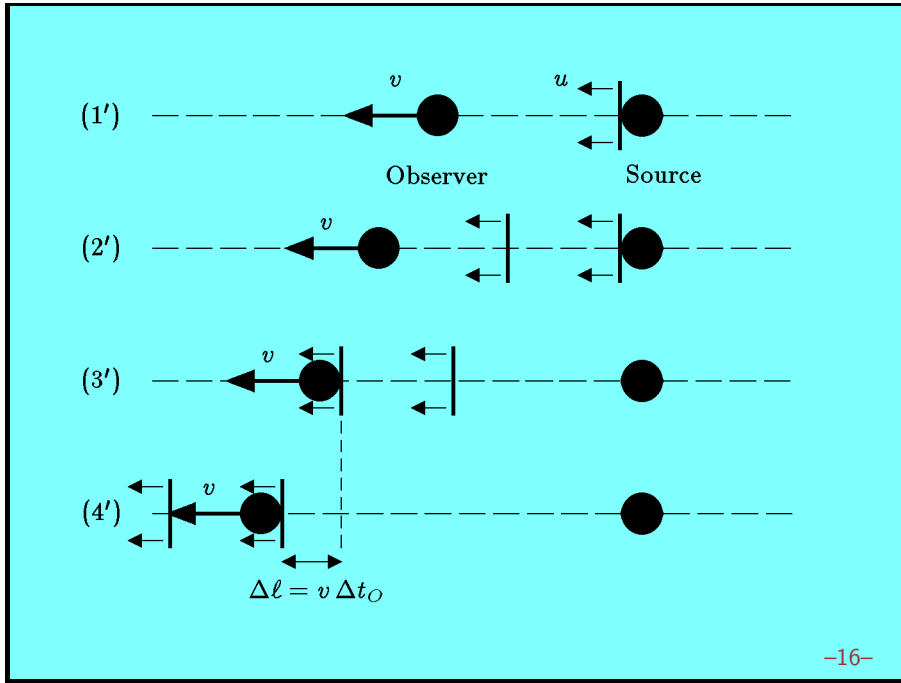 v u
(1′)
Observer Source
v
(2′)
v
(3′)
v
(4′)
Δℓ = v Δt_O
–16–